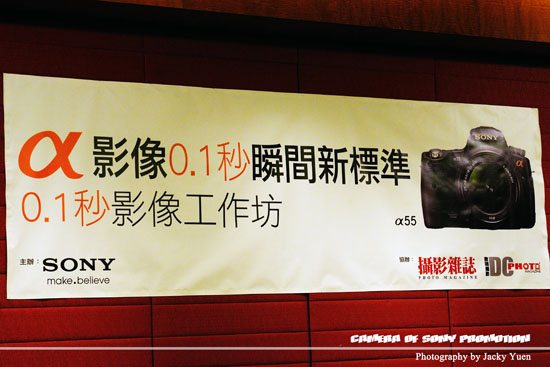 α影像0.1秒瞬間新標準
0.1秒影像工作坊
SONY
α
α55
主辦：SONY
make.believe
協辦：攝影雜誌
PHOTO MAGAZINE
DC PHOTO
CAMERA OF SONY PROMOTION
Photography by Jacky Yuen